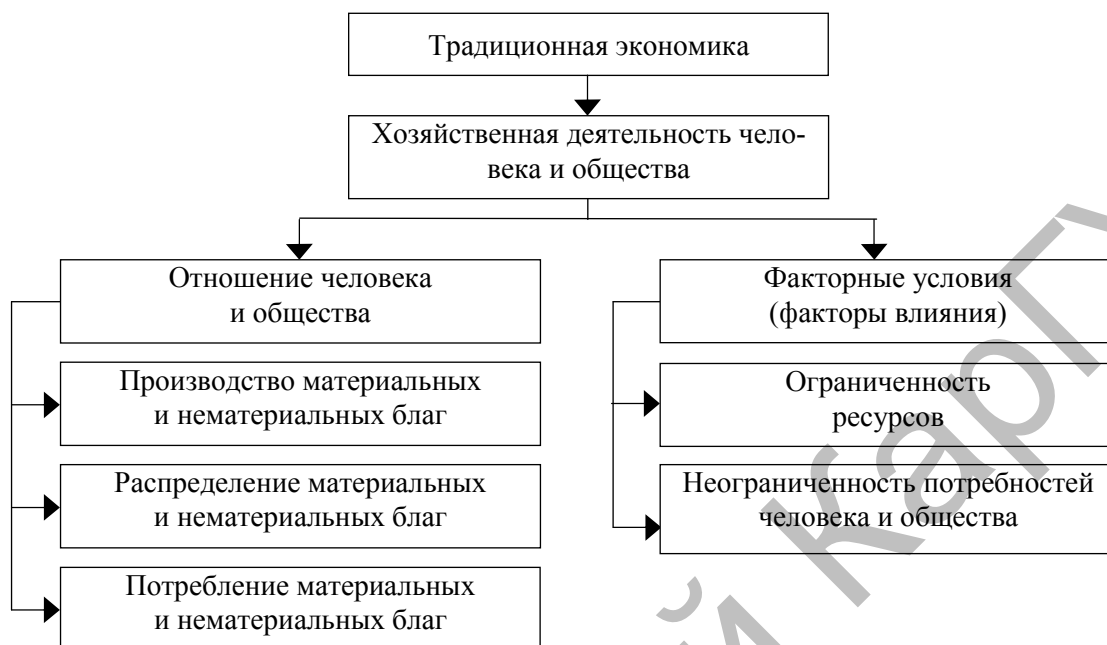 Традиционная экономика
Хозяйственная деятельность чело-
века и общества
Отношение человека
и общества
Производство материальных
и нематериальных благ
Распределение материальных
и нематериальных благ
Потребление материальных
и нематериальных благ
Факторные условия
(факторы влияния)
Ограниченность
ресурсов
Неограниченность потребностей
человека и общества
й КарГУ